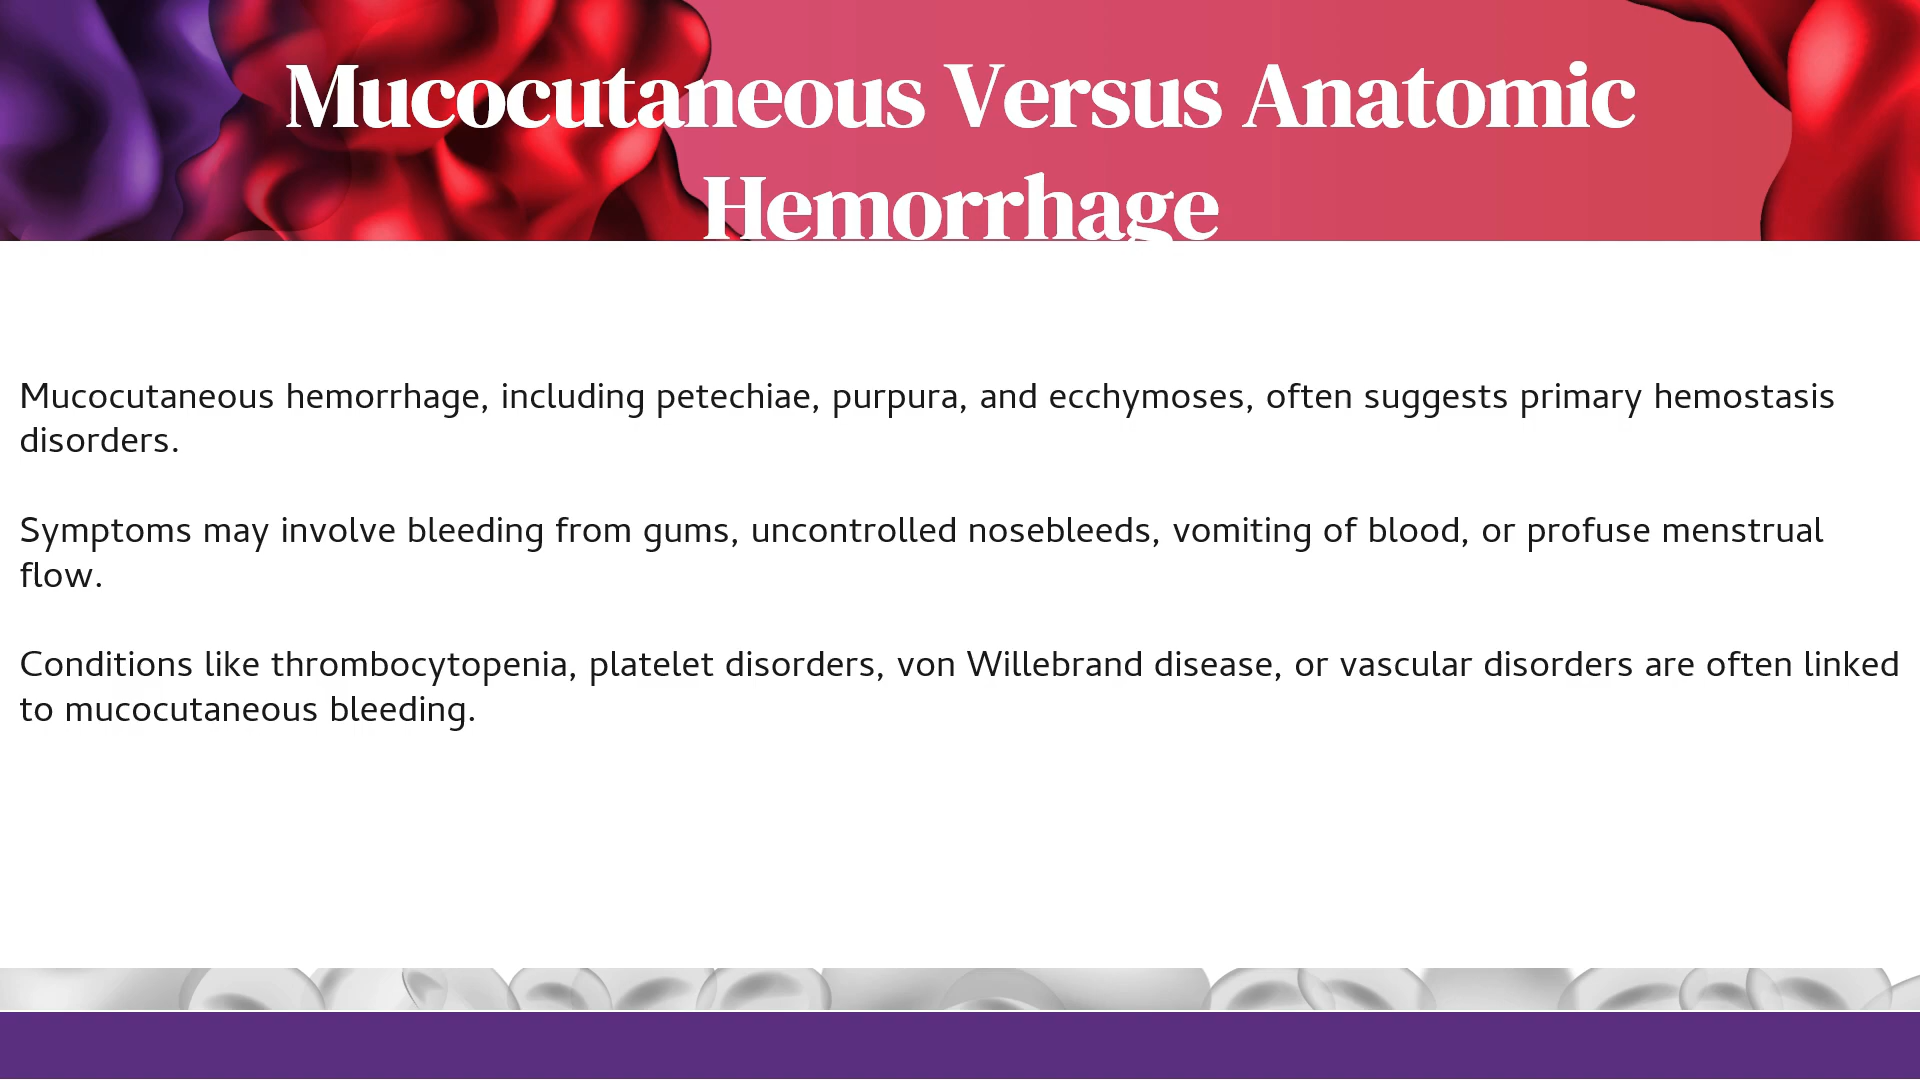 Mucocutaneous Versus Anatomic
Hemorrhage
Mucocutaneous hemorrhage, including petechiae, purpura, and ecchymoses, often suggests primary hemostasis
disorders.
Symptoms may involve bleeding from gums, uncontrolled nosebleeds, vomiting of blood, or profuse menstrual
flow.
Conditions like thrombocytopenia, platelet disorders, von Willebrand disease, or vascular disorders are often linked
to mucocutaneous bleeding.